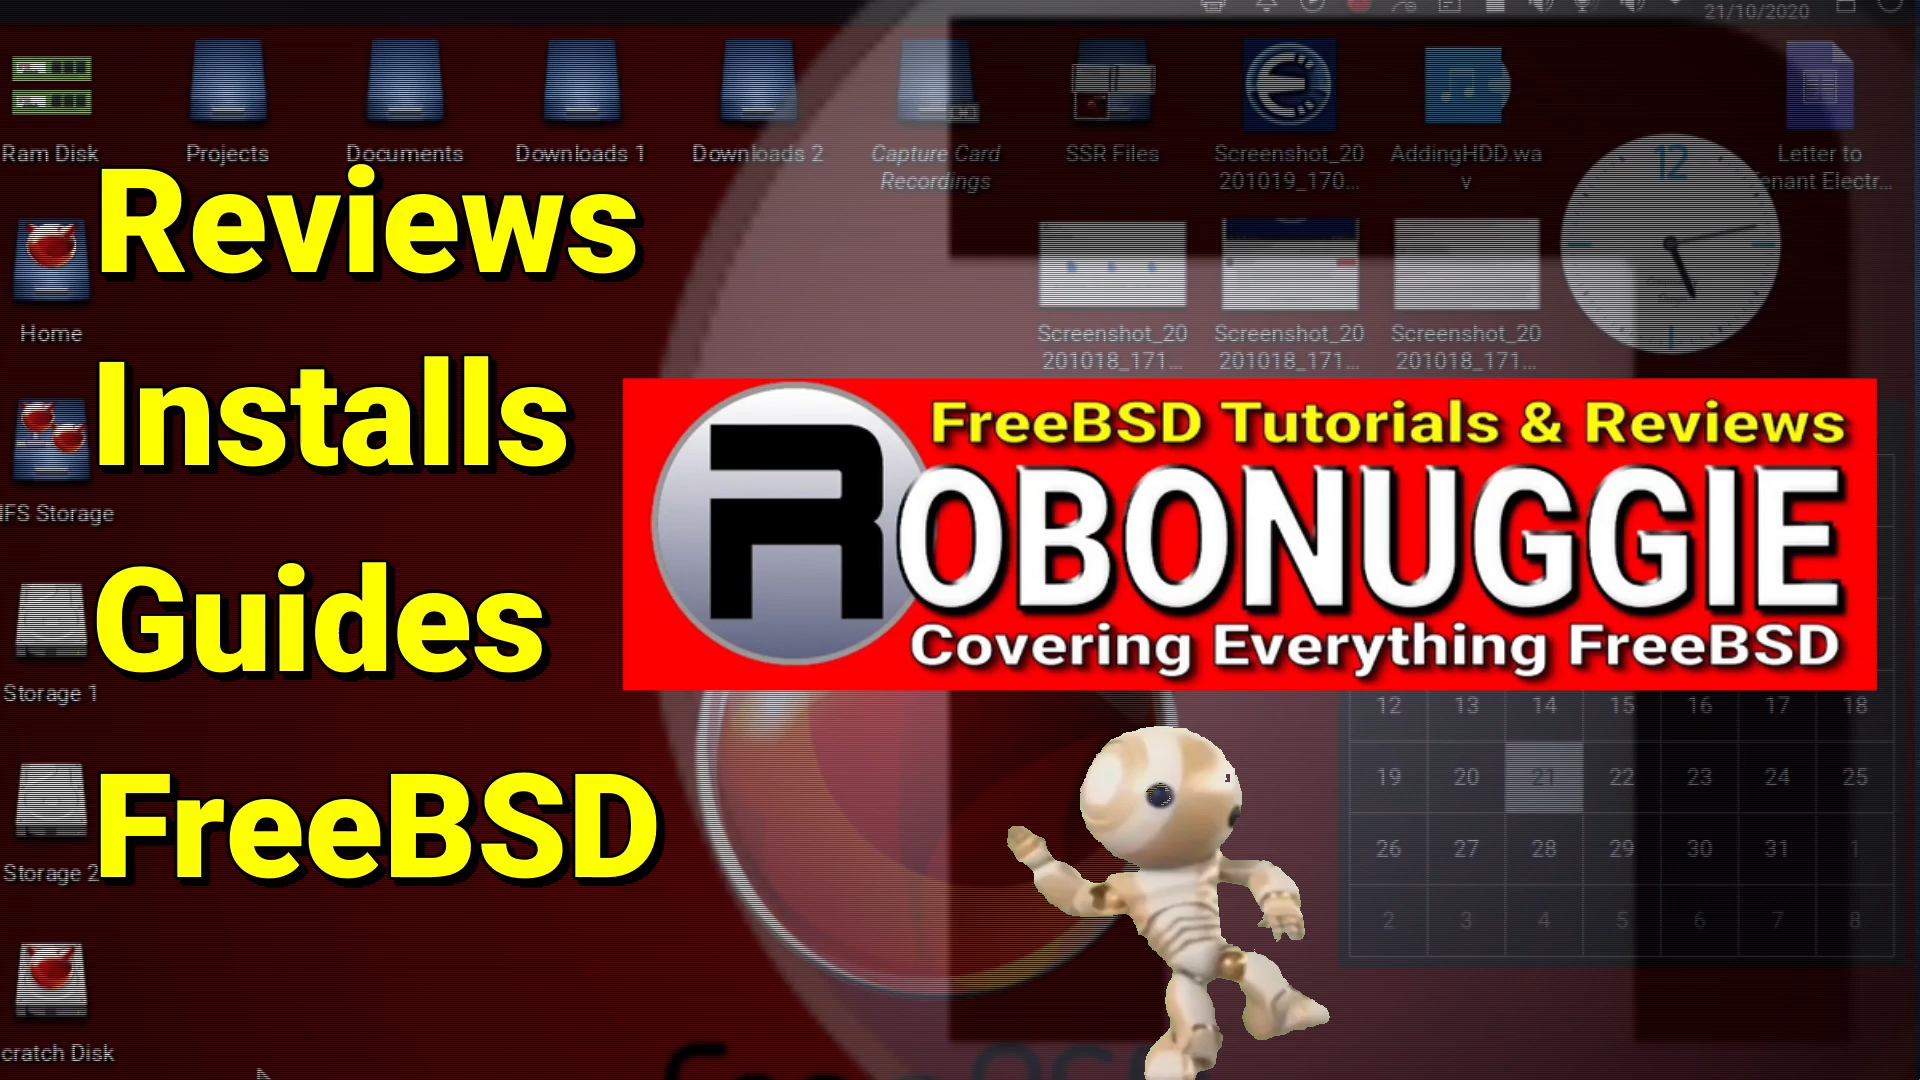 21/10/2020
Ram Disk
Projects
Documents
Downloads 1
Downloads 2
Capture Card
Recordings
SSR Files
Screenshot_20
201019_170...
AddingHDD.wa
v
Letter to
enant Electr...
12
Reviews
Home
Screenshot_20
201018_171...
Screenshot_20
201018_171...
Screenshot_20
201018_171...
Installs
FS Storage
FreeBSD Tutorials & Reviews
ROBONUGGIE
Covering Everything FreeBSD
Guides
Storage 1
12 13 14 15 16 17 18
19 20 21 22 23 24 25
26 27 28 29 30 31 1
2 3 4 5 6 7 8
FreeBSD
Storage 2
cratch Disk